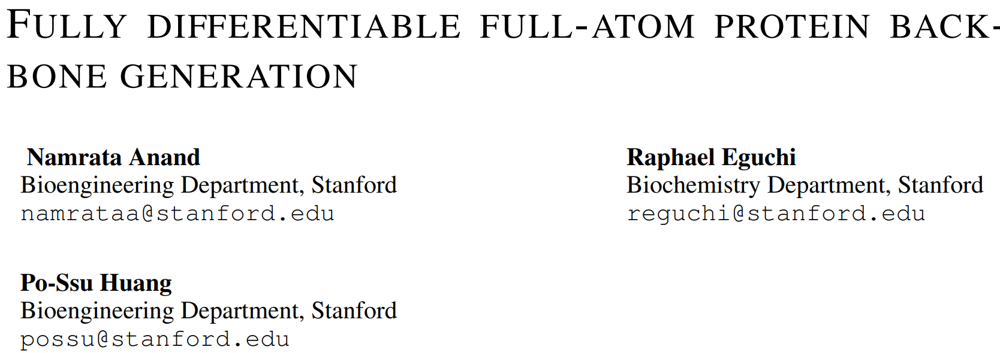 FULLY DIFFERENTIABLE FULL-ATOM PROTEIN BACK-
BONE GENERATION
Namrata Anand
Bioengineering Department, Stanford
namrataa@stanford.edu
Raphael Eguchi
Biochemistry Department, Stanford
reguchi@stanford.edu
Po-Ssu Huang
Bioengineering Department, Stanford
possu@stanford.edu